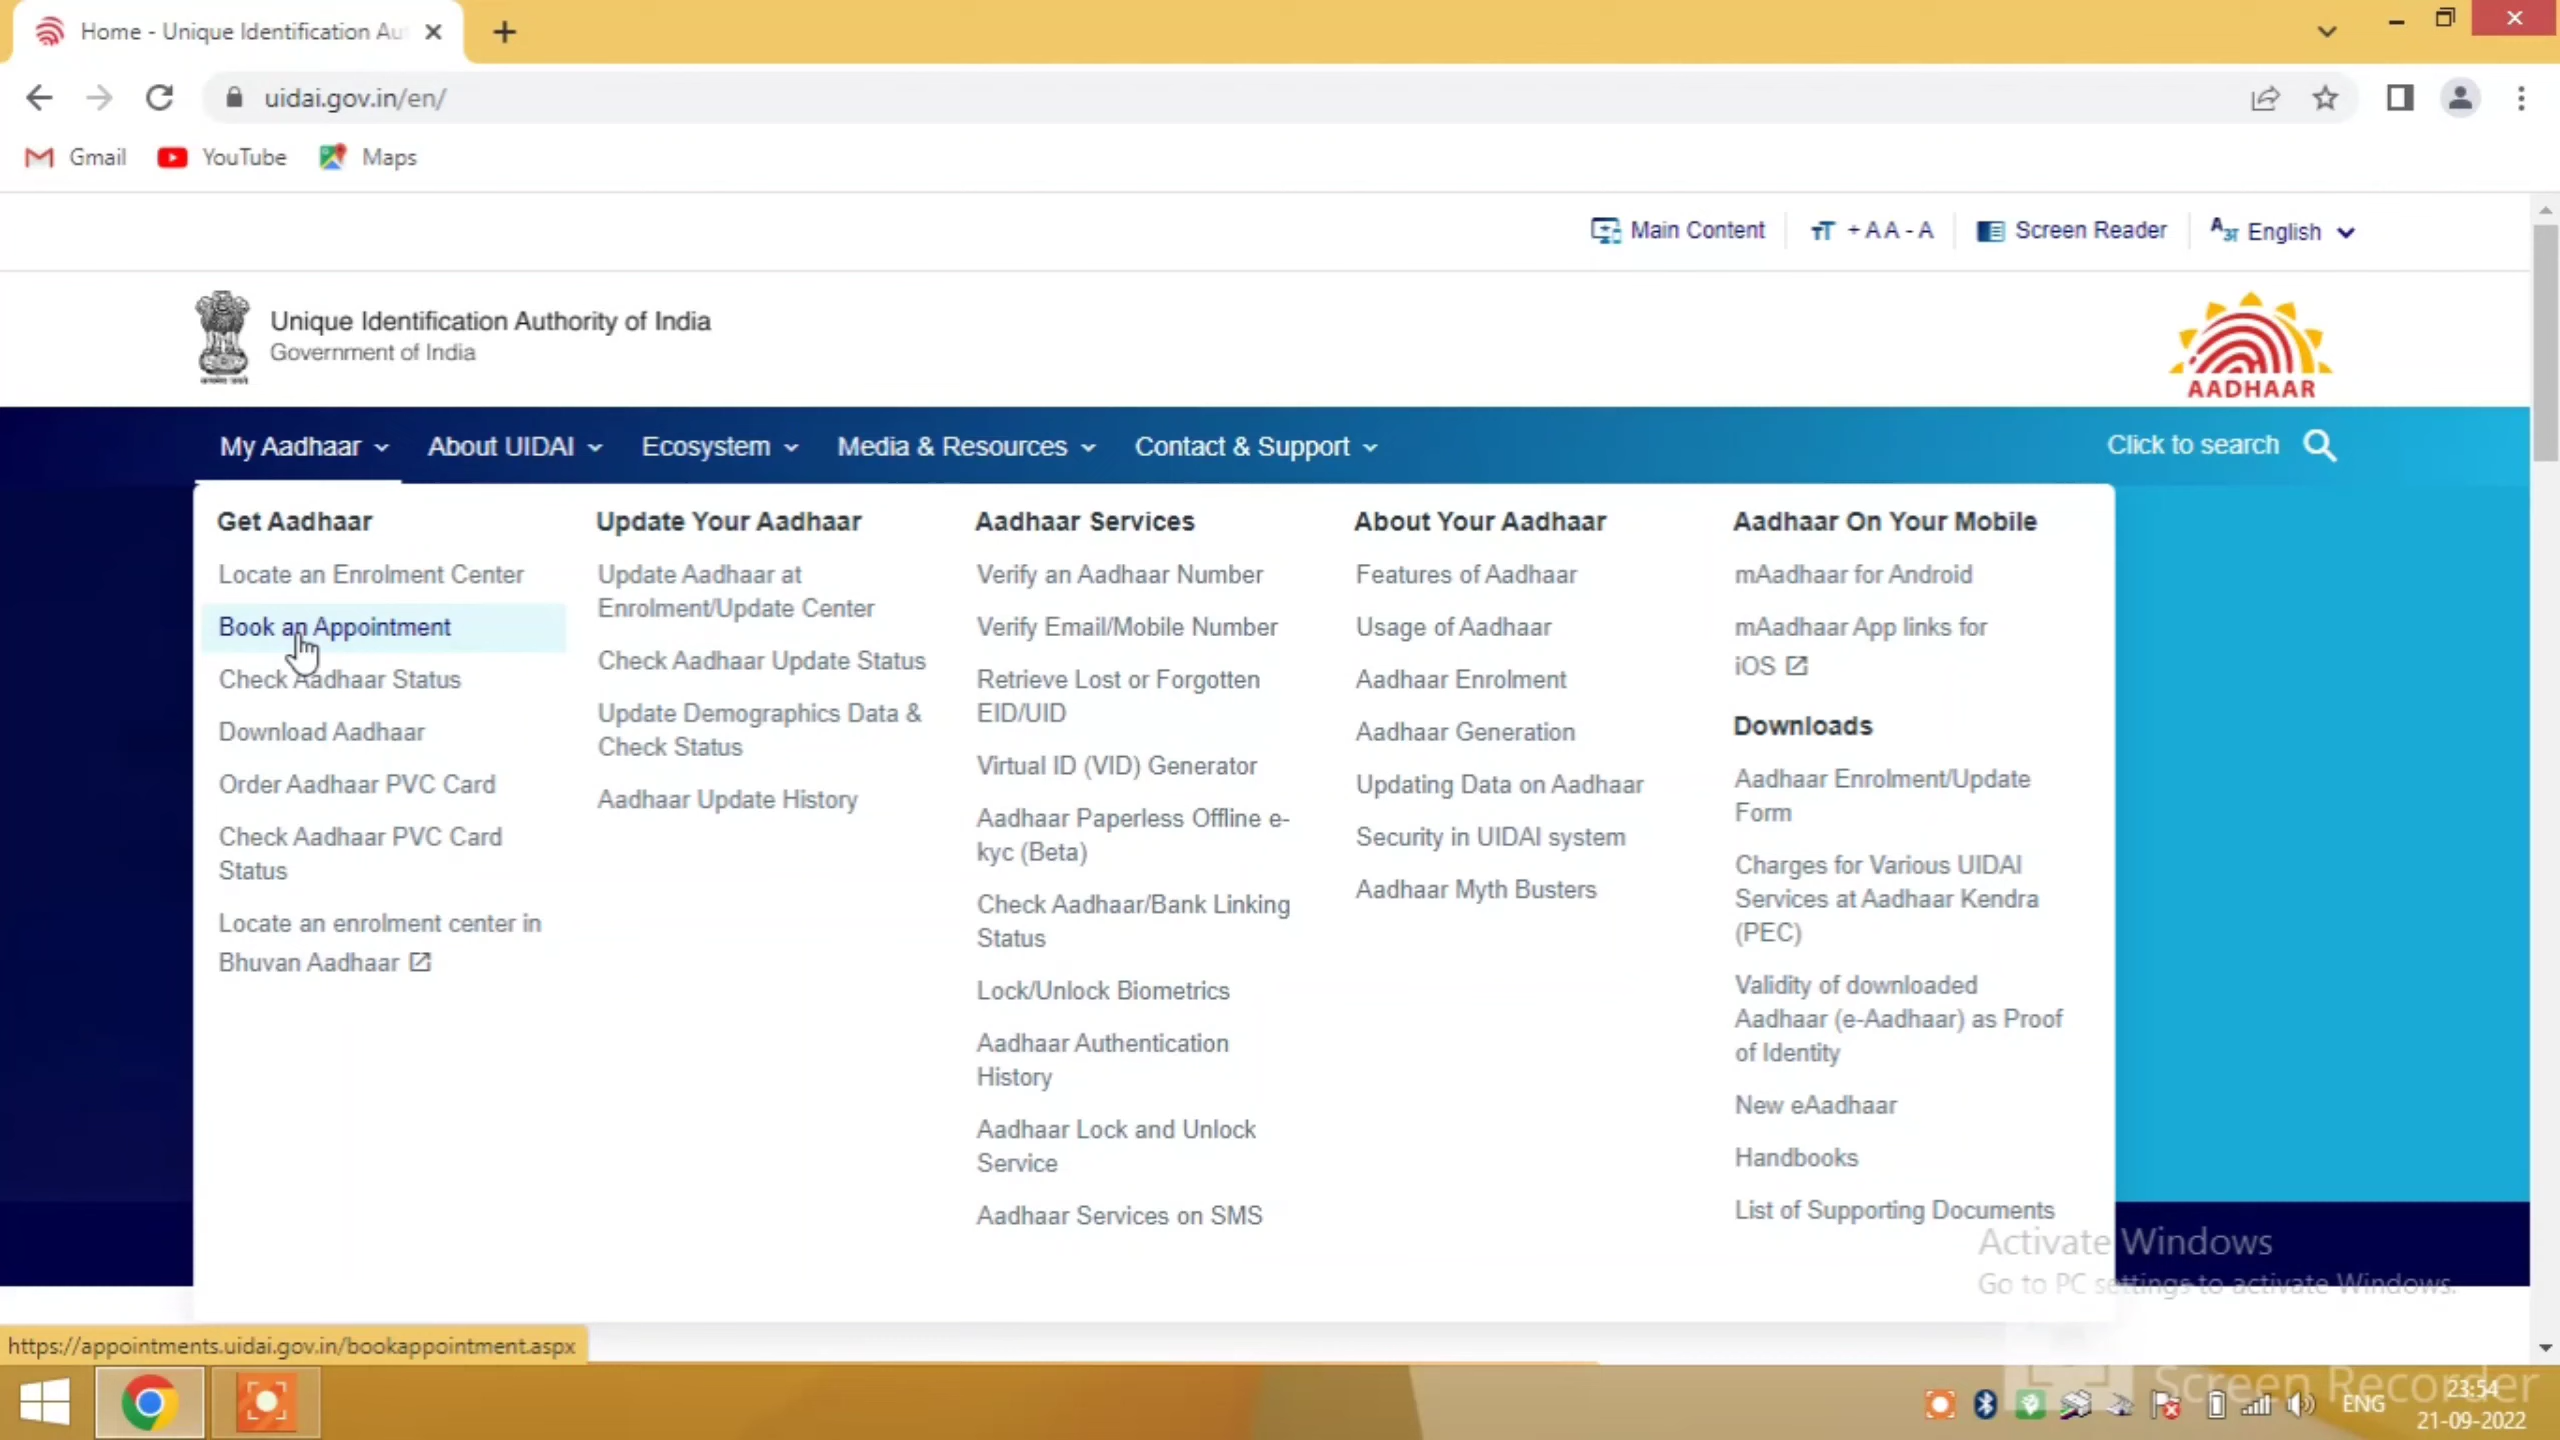 Home - Unique Identification Au
uidai.gov.in/en/
Gmail YouTube Maps
Main Content + A A - A Screen Reader English
Unique Identification Authority of India
Government of India
AADHAAR
My Aadhaar About UIDAI Ecosystem Media & Resources Contact & Support Click to search
Get Aadhaar
Locate an Enrolment Center
Book an Appointment
Check Aadhaar Status
Download Aadhaar
Order Aadhaar PVC Card
Check Aadhaar PVC Card
Status
Locate an enrolment center in
Bhuvan Aadhaar
Update Your Aadhaar
Update Aadhaar at
Enrolment/Update Center
Check Aadhaar Update Status
Update Demographics Data &
Check Status
Aadhaar Update History
Aadhaar Services
Verify an Aadhaar Number
Verify Email/Mobile Number
Retrieve Lost or Forgotten
EID/UID
Virtual ID (VID) Generator
Aadhaar Paperless Offline e-
kyc (Beta)
Check Aadhaar/Bank Linking
Status
Lock/Unlock Biometrics
Aadhaar Authentication
History
Aadhaar Lock and Unlock
Service
Aadhaar Services on SMS
About Your Aadhaar
Features of Aadhaar
Usage of Aadhaar
Aadhaar Enrolment
Aadhaar Generation
Updating Data on Aadhaar
Security in UIDAI system
Aadhaar Myth Busters
Aadhaar On Your Mobile
mAadhaar for Android
mAadhaar App links for
iOS
Downloads
Aadhaar Enrolment/Update
Form
Charges for Various UIDAI
Services at Aadhaar Kendra
(PEC)
Validity of downloaded
Aadhaar (e-Aadhaar) as Proof
of Identity
New eAadhaar
Handbooks
List of Supporting Documents
Activate Windows
Go to PC settings to activate Windows.
https://appointments.uidai.gov.in/bookappointment.aspx
Screen Recorder
ENG
23:54
21-09-2022